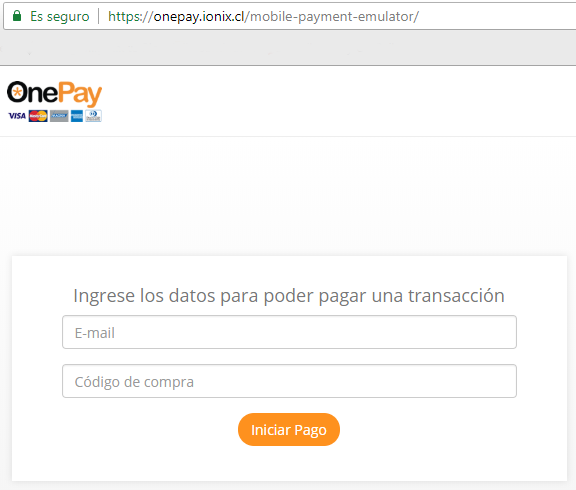 Es seguro | https://onepay.ionix.cl/mobile-payment-emulator/
OnePay
VISA
Ingrese los datos para poder pagar una transacción
E-mail
Código de compra
Iniciar Pago